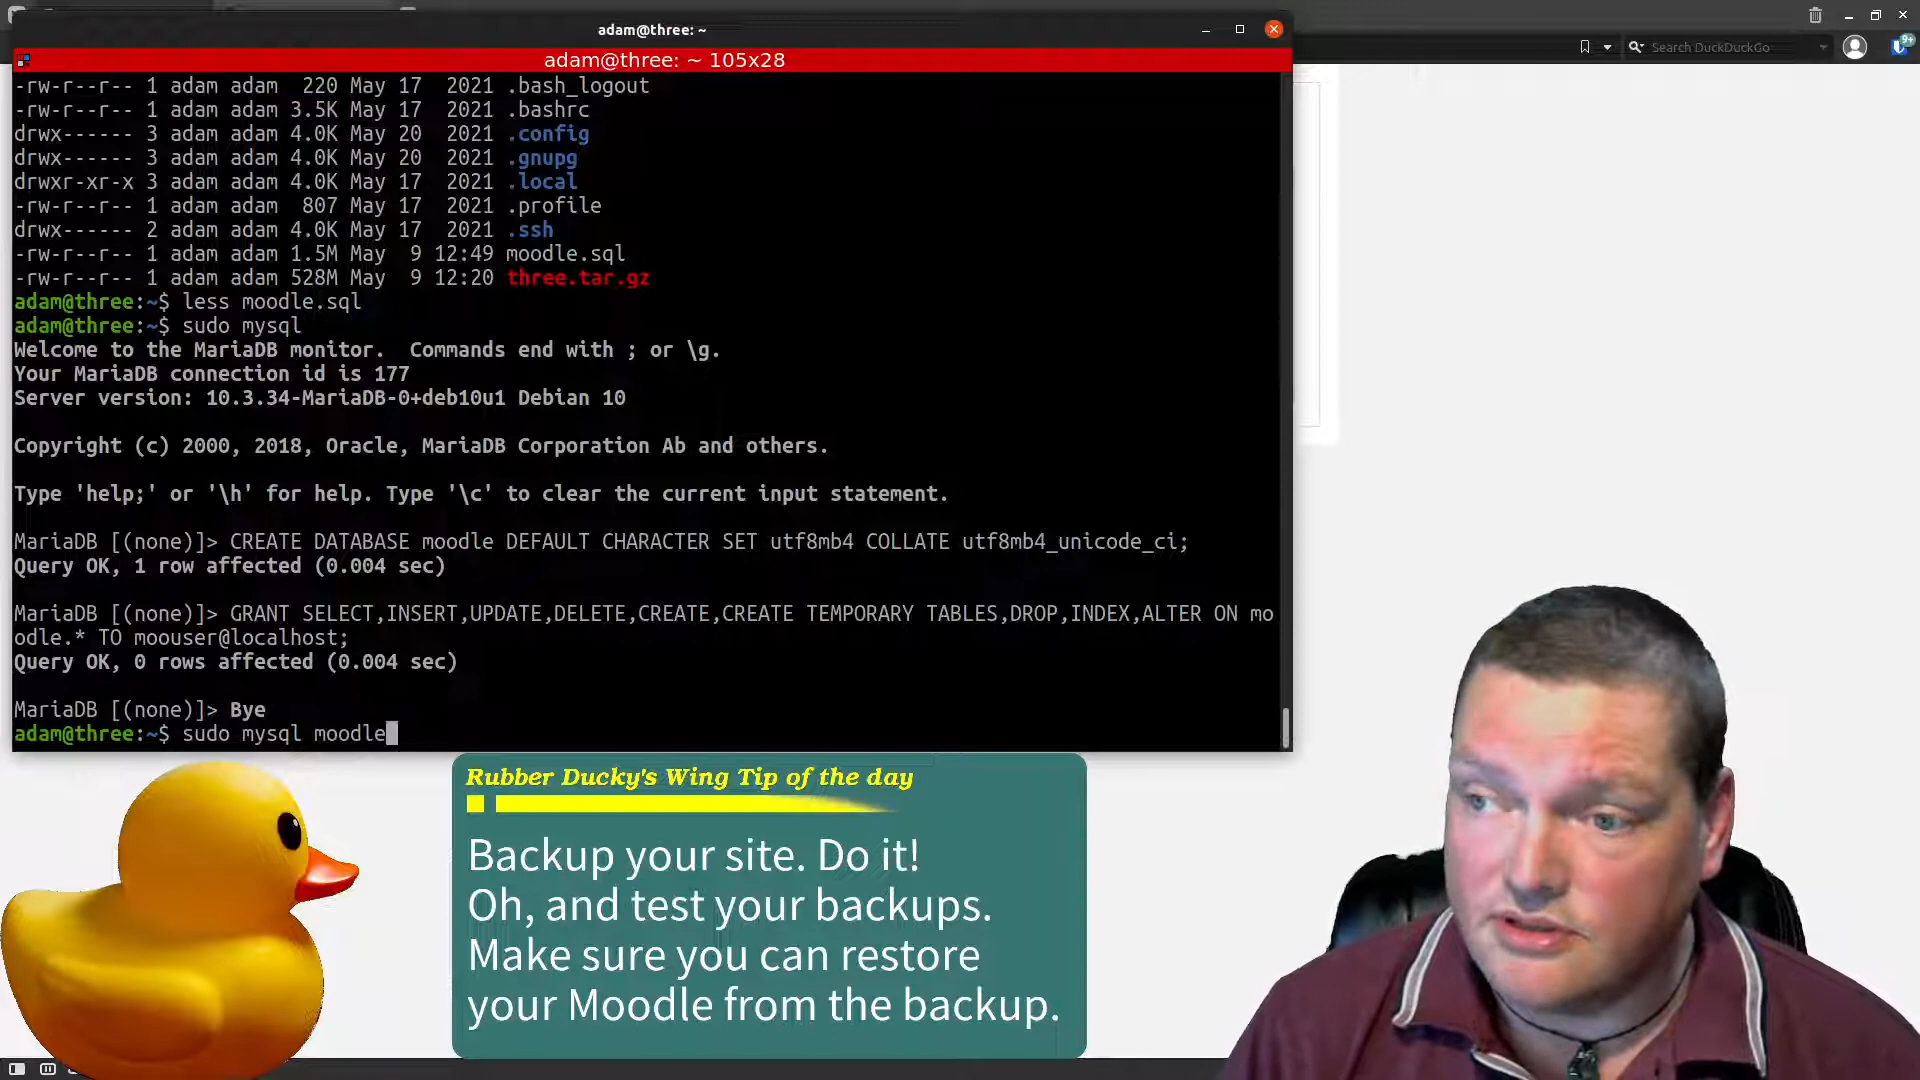 adam@three: ~
Search DuckDuckGo
9+
adam@three: ~ 105x28
-rw-r--r-- 1 adam adam  220 May 17  2021 .bash_logout
-rw-r--r-- 1 adam adam 3.5K May 17  2021 .bashrc
drwx------ 3 adam adam 4.0K May 20  2021 .config
drwx------ 3 adam adam 4.0K May 20  2021 .gnupg
drwxr-xr-x 3 adam adam 4.0K May 17  2021 .local
-rw-r--r-- 1 adam adam  807 May 17  2021 .profile
drwx------ 2 adam adam 4.0K May 17  2021 .ssh
-rw-r--r-- 1 adam adam 1.5M May  9 12:49 moodle.sql
-rw-r--r-- 1 adam adam 528M May  9 12:20 three.tar.gz
adam@three:~$ less moodle.sql
adam@three:~$ sudo mysql
Welcome to the MariaDB monitor.  Commands end with ; or \g.
Your MariaDB connection id is 177
Server version: 10.3.34-MariaDB-0+deb10u1 Debian 10
Copyright (c) 2000, 2018, Oracle, MariaDB Corporation Ab and others.
Type 'help;' or '\h' for help. Type '\c' to clear the current input statement.
MariaDB [(none)]> CREATE DATABASE moodle DEFAULT CHARACTER SET utf8mb4 COLLATE utf8mb4_unicode_ci;
Query OK, 1 row affected (0.004 sec)
MariaDB [(none)]> GRANT SELECT,INSERT,UPDATE,DELETE,CREATE,CREATE TEMPORARY TABLES,DROP,INDEX,ALTER ON mo
odle.* TO moouser@localhost;
Query OK, 0 rows affected (0.004 sec)
MariaDB [(none)]> Bye
adam@three:~$ sudo mysql moodle
Rubber Ducky's Wing Tip of the day
Backup your site. Do it!
Oh, and test your backups.
Make sure you can restore
your Moodle from the backup.